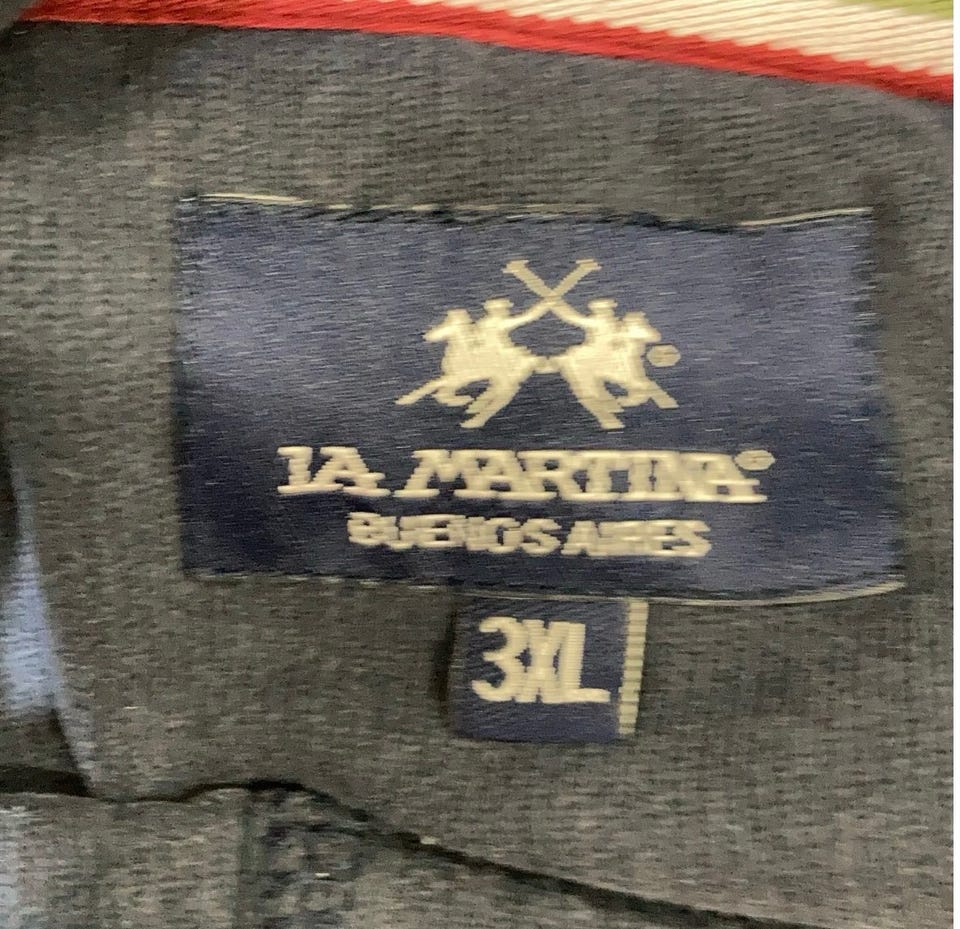 LA MARTINA®
BUENOS AIRES
3XL